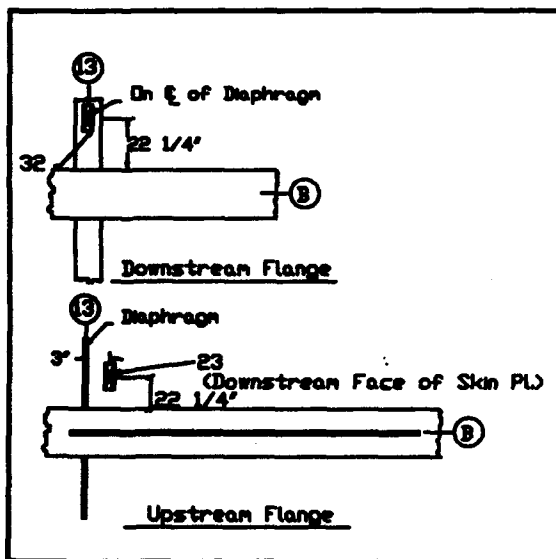 13
On ℄ of Diaphragm
22 1/4"
32
B
Downstream Flange
13
Diaphragm
3"
23
(Downstream Face of Skin Pl.)
22 1/4"
B
Upstream Flange